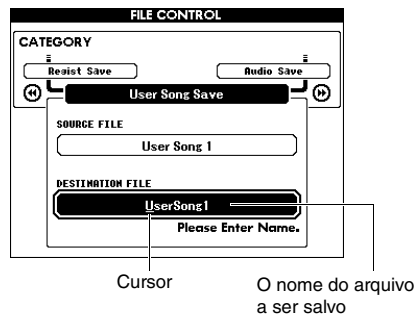 FILE CONTROL
CATEGORY
Regist Save
Audio Save
User Song Save
SOURCE FILE
User Song 1
DESTINATION FILE
UserSong1
Please Enter Name.
Cursor
O nome do arquivo
a ser salvo